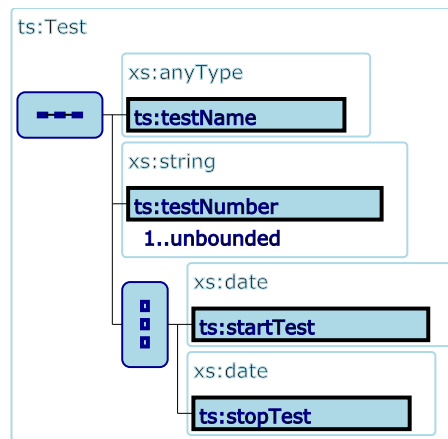 ts:Test
xs:anyType
ts:testName
xs:string
ts:testNumber
1..unbounded
xs:date
ts:startTest
xs:date
ts:stopTest